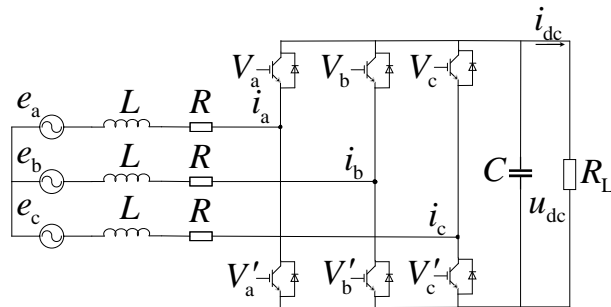 i_dc
V_a V_b V_c
e_a L R i_a
e_b L R i_b C R_L
e_c L R i_c u_dc
V'_a V'_b V'_c